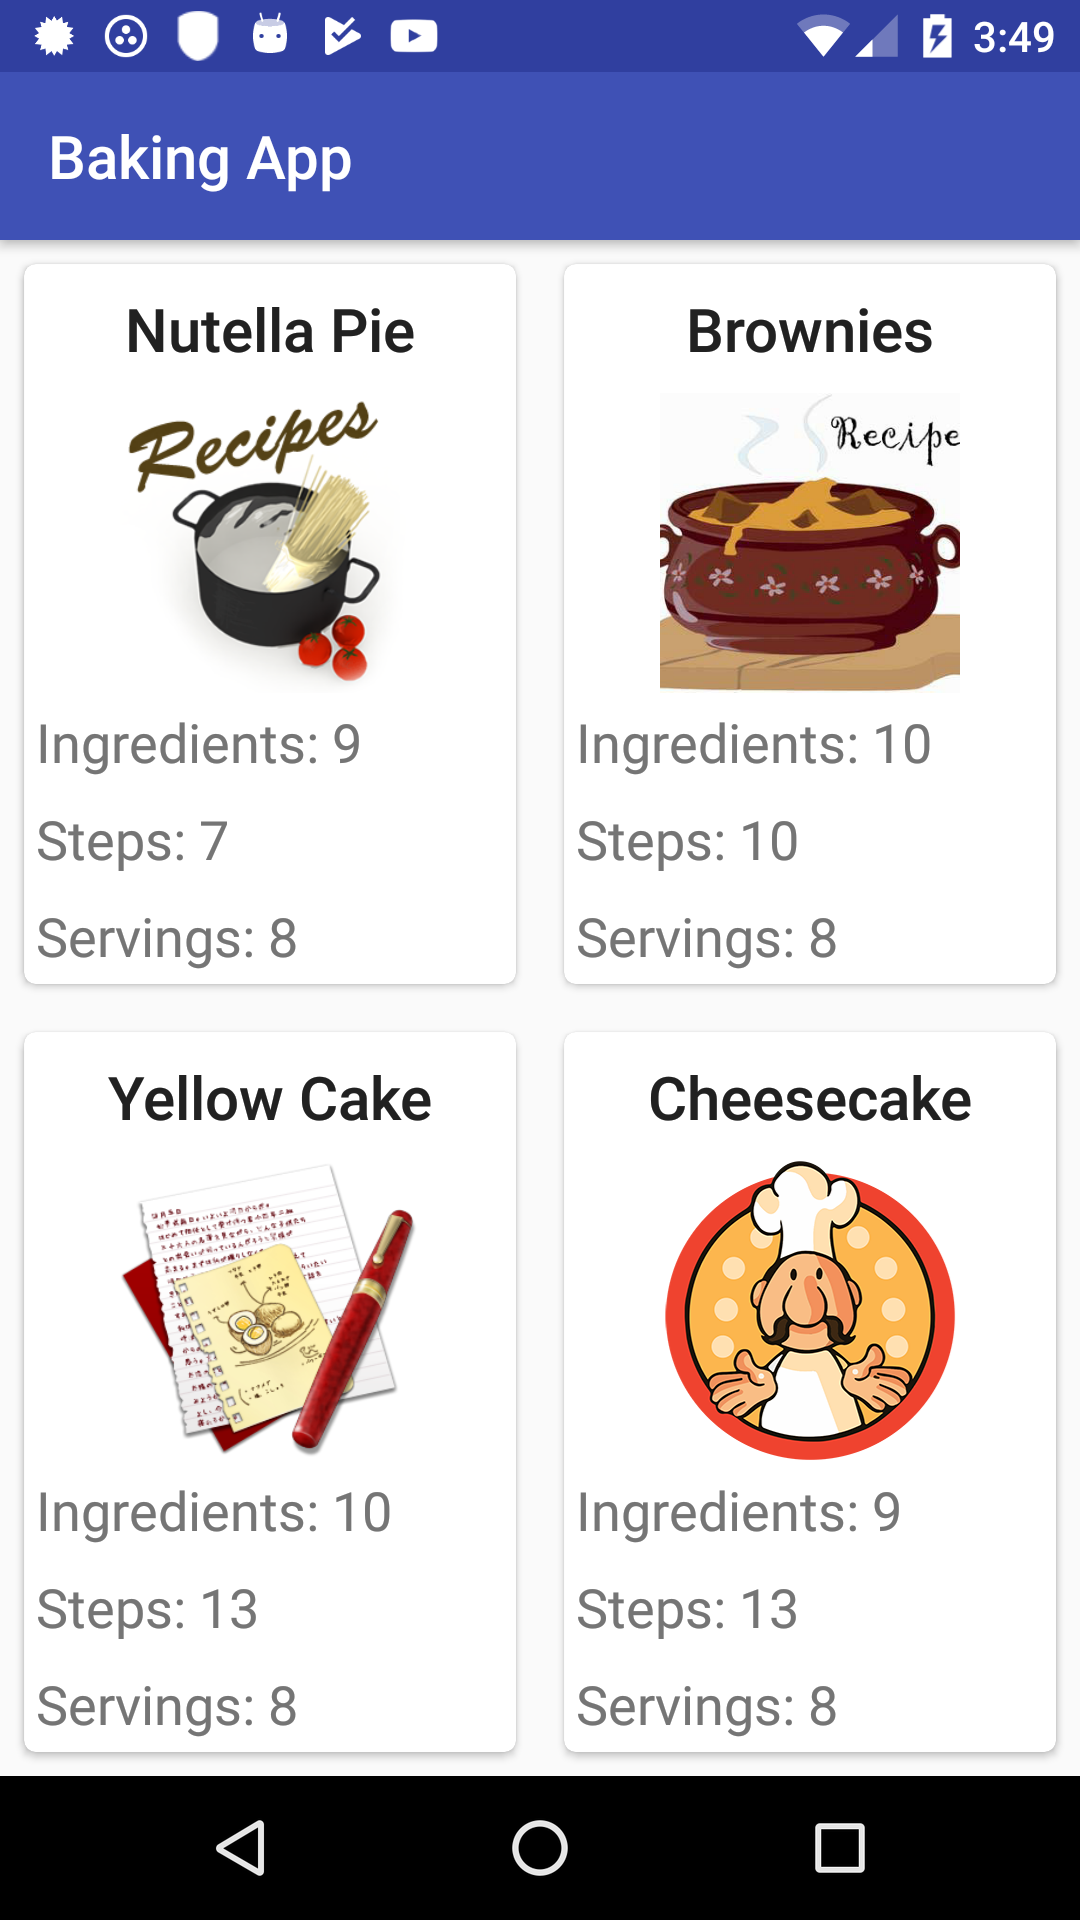 3:49
Baking App
Nutella Pie
Recipes
Ingredients: 9
Steps: 7
Servings: 8
Brownies
Recipe
Ingredients: 10
Steps: 10
Servings: 8
Yellow Cake
Ingredients: 10
Steps: 13
Servings: 8
Cheesecake
Ingredients: 9
Steps: 13
Servings: 8